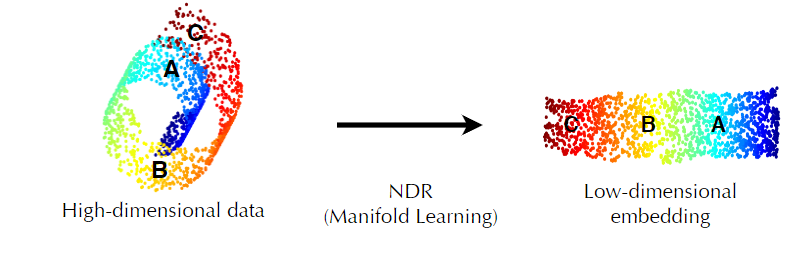 C
A
B
High-dimensional data
NDR
(Manifold Learning)
C B A
Low-dimensional
embedding